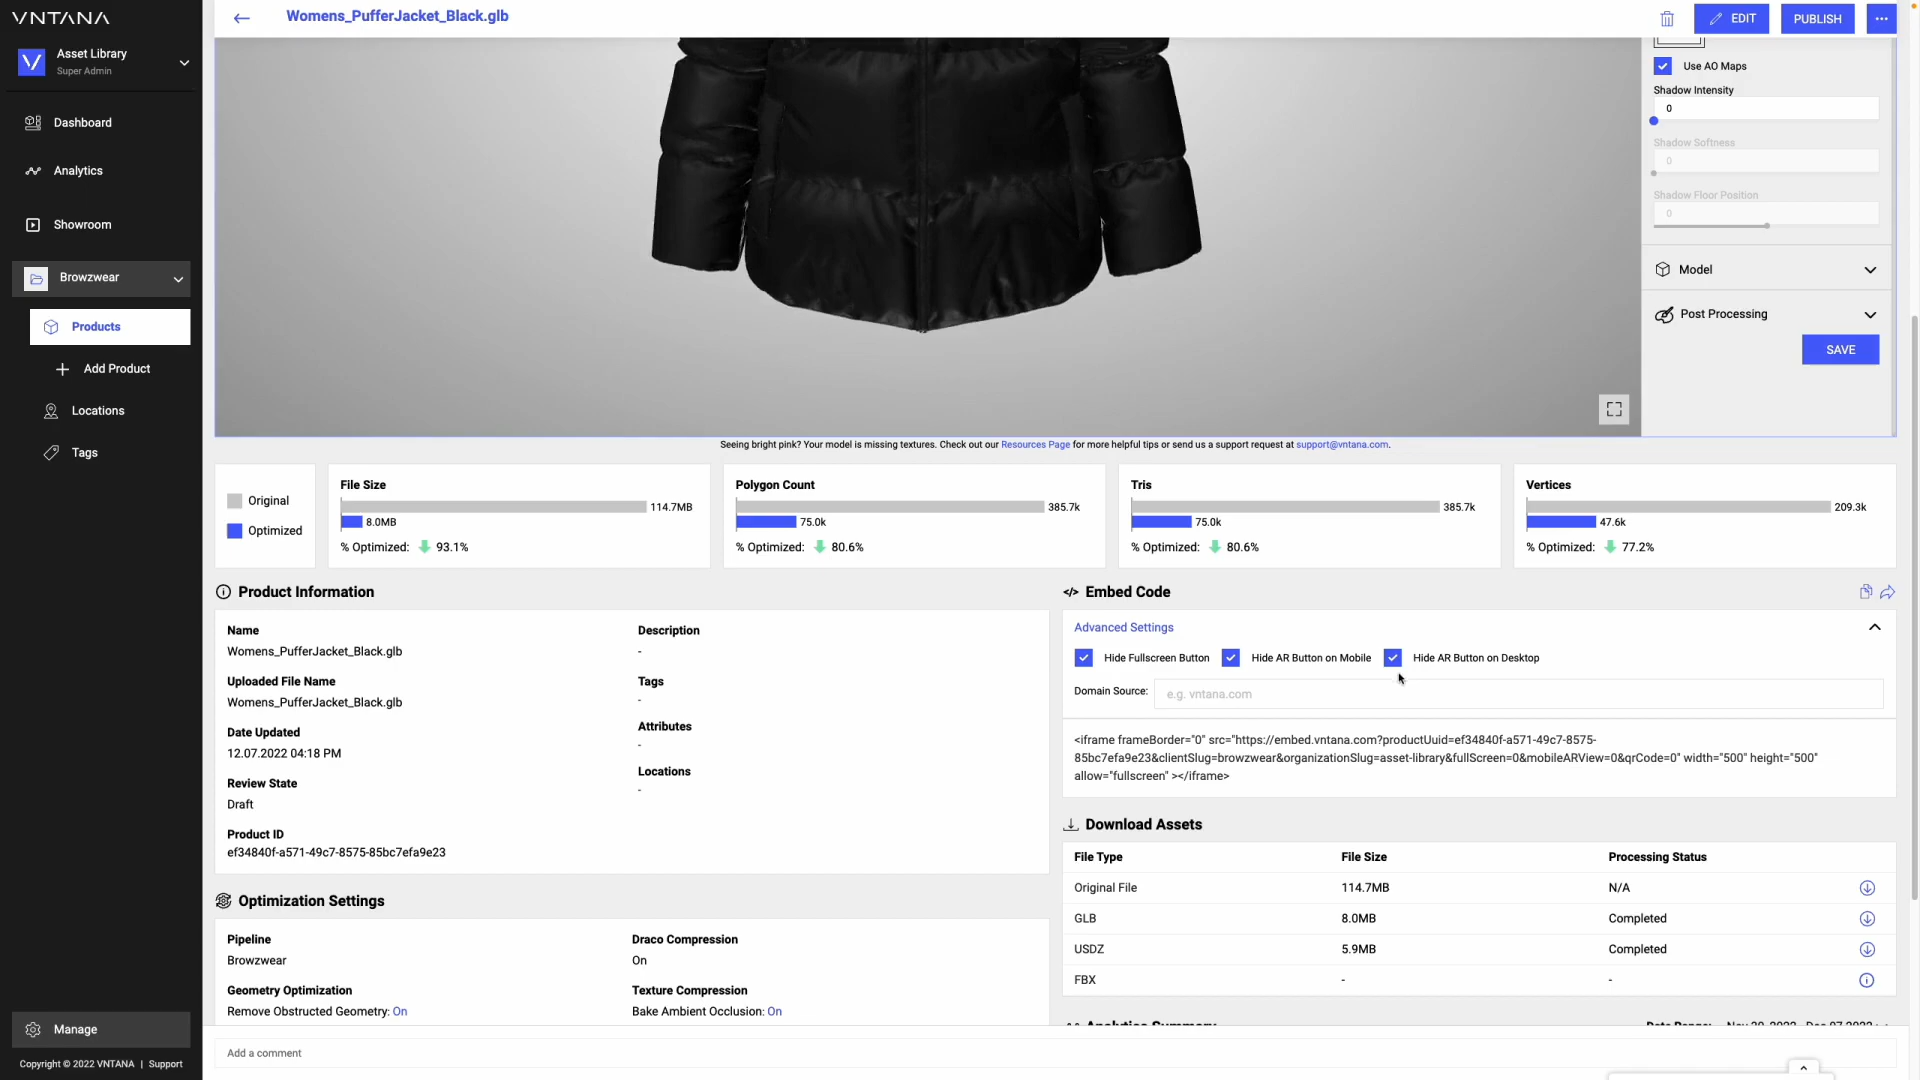 VNTANA
Womens_PufferJacket_Black.glb
EDIT
PUBLISH
Asset Library
Super Admin
Dashboard
Analytics
Showroom
Browzwear
Products
Add Product
Locations
Tags
Manage
Copyright © 2022 VNTANA | Support
Use AO Maps
Shadow Intensity
0
Shadow Softness
0
Shadow Floor Position
0
Model
Post Processing
SAVE
Seeing bright pink? Your model is missing textures. Check out our Resources Page for more helpful tips or send us a support request at support@vntana.com.
Original
Optimized
File Size
114.7MB
8.0MB
% Optimized: 93.1%
Polygon Count
385.7k
75.0k
% Optimized: 80.6%
Tris
385.7k
75.0k
% Optimized: 80.6%
Vertices
209.3k
47.6k
% Optimized: 77.2%
Product Information
Name
Womens_PufferJacket_Black.glb
Uploaded File Name
Womens_PufferJacket_Black.glb
Date Updated
12.07.2022 04:18 PM
Review State
Draft
Product ID
ef34840f-a571-49c7-8575-85bc7efa9e23
Description
-
Tags
-
Attributes
-
Locations
-
Optimization Settings
Pipeline
Browzwear
Geometry Optimization
Remove Obstructed Geometry: On
Draco Compression
On
Texture Compression
Bake Ambient Occlusion: On
</> Embed Code
Advanced Settings
Hide Fullscreen Button Hide AR Button on Mobile Hide AR Button on Desktop
Domain Source: e.g. vntana.com
<iframe frameBorder="0" src="https://embed.vntana.com?productUuid=ef34840f-a571-49c7-8575-
85bc7efa9e23&clientSlug=browzwear&organizationSlug=asset-library&fullScreen=0&mobileARView=0&qrCode=0" width="500" height="500"
allow="fullscreen" ></iframe>
Download Assets
File Type File Size Processing Status
Original File 114.7MB N/A
GLB 8.0MB Completed
USDZ 5.9MB Completed
FBX - -
Analytics Summary Date Range: Nov 30, 2022 - Dec 07 2022
Add a comment